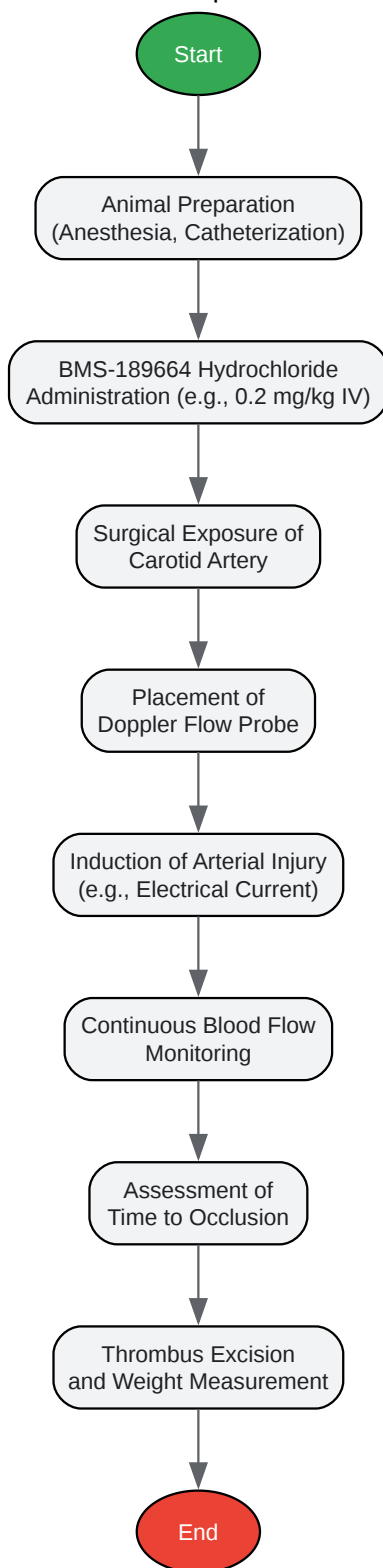 Start
Animal Preparation
(Anesthesia, Catheterization)
BMS-189664 Hydrochloride
Administration (e.g., 0.2 mg/kg IV)
Surgical Exposure of
Carotid Artery
Placement of
Doppler Flow Probe
Induction of Arterial Injury
(e.g., Electrical Current)
Continuous Blood Flow
Monitoring
Assessment of
Time to Occlusion
Thrombus Excision
and Weight Measurement
End